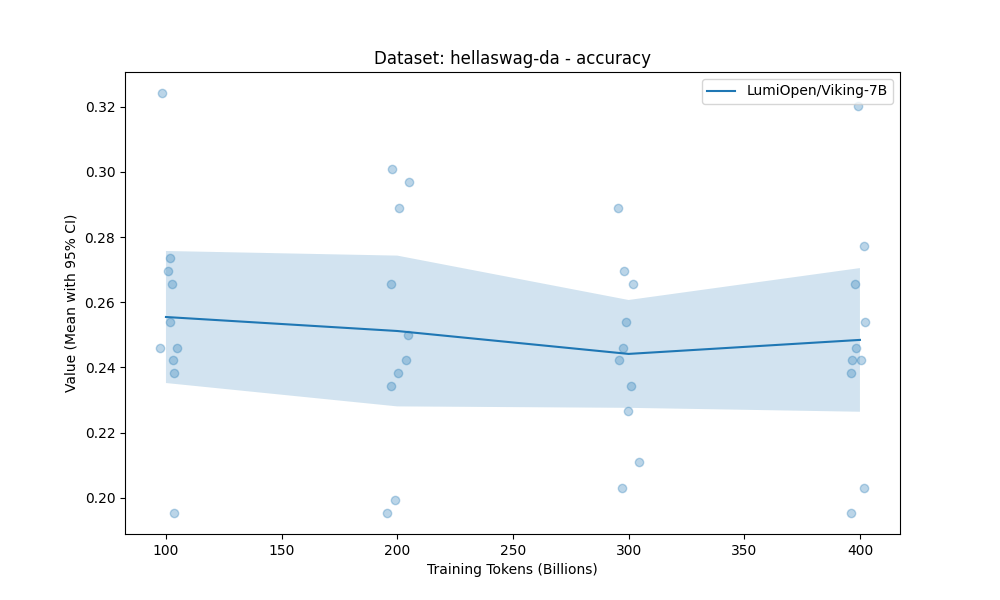 Dataset: hellaswag-da - accuracy
LumiOpen/Viking-7B
Value (Mean with 95% CI)
0.32
0.30
0.28
0.26
0.24
0.22
0.20
100 150 200 250 300 350 400
Training Tokens (Billions)